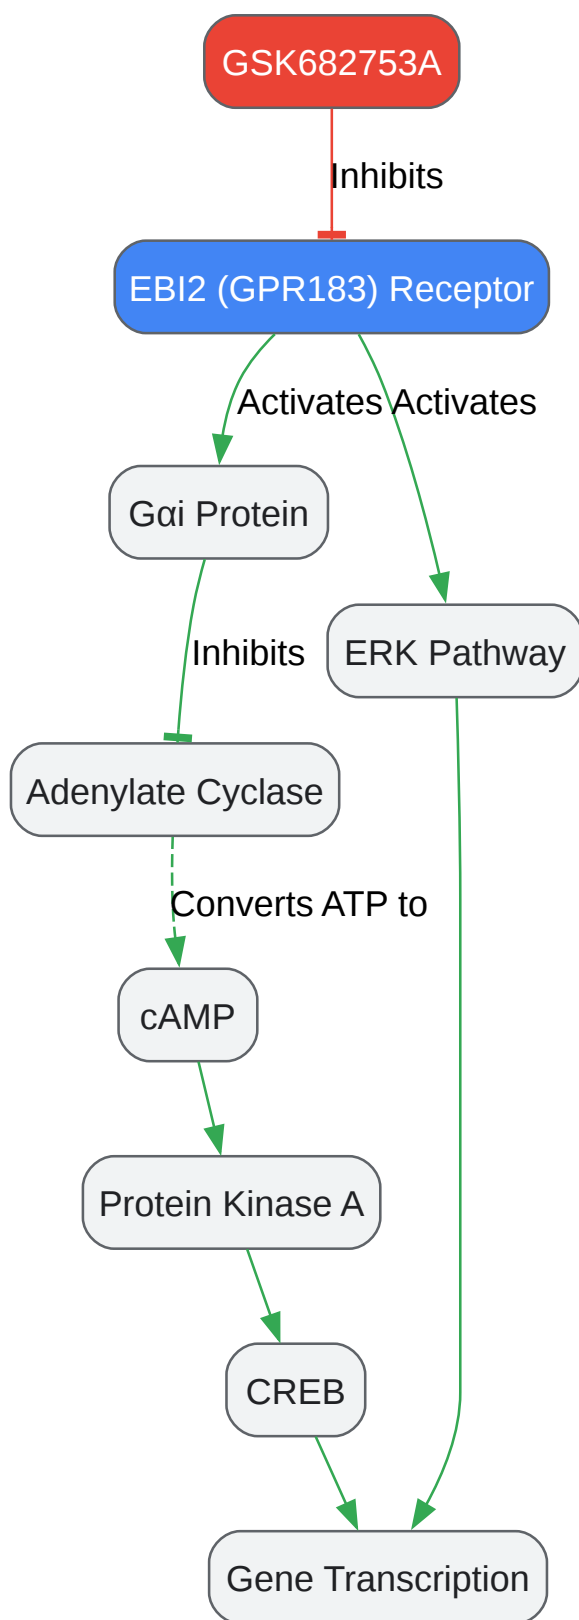 GSK682753A
Inhibits
EBI2 (GPR183) Receptor
Activates
Activates
Gαi Protein
Inhibits
ERK Pathway
Adenylate Cyclase
Converts ATP to
cAMP
Protein Kinase A
CREB
Gene Transcription